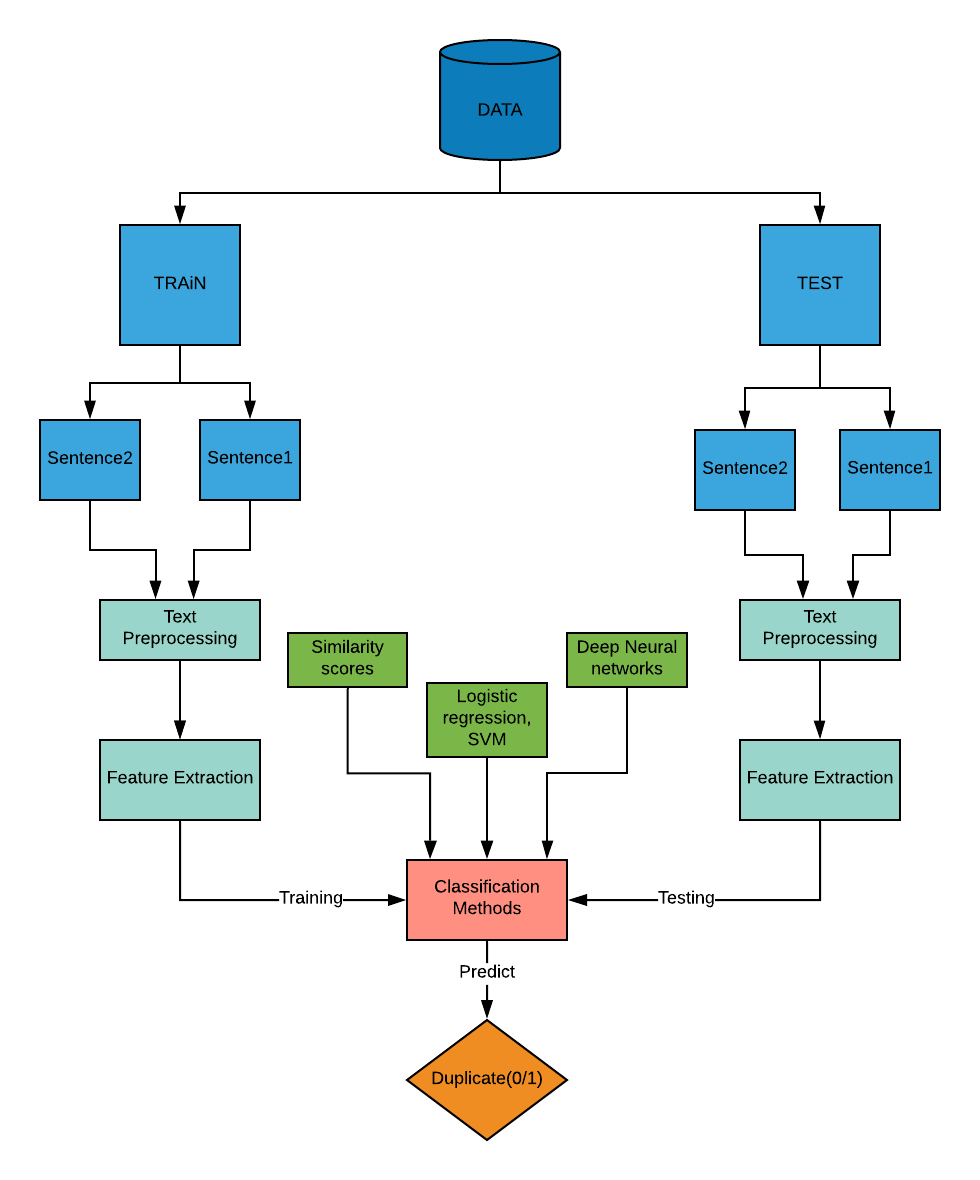 DATA
TRAiN
TEST
Sentence2
Sentence1
Sentence2
Sentence1
Text
Preprocessing
Text
Preprocessing
Similarity
scores
Logistic
regression,
SVM
Deep Neural
networks
Feature Extraction
Feature Extraction
Training
Classification
Methods
Testing
Predict
Duplicate(0/1)